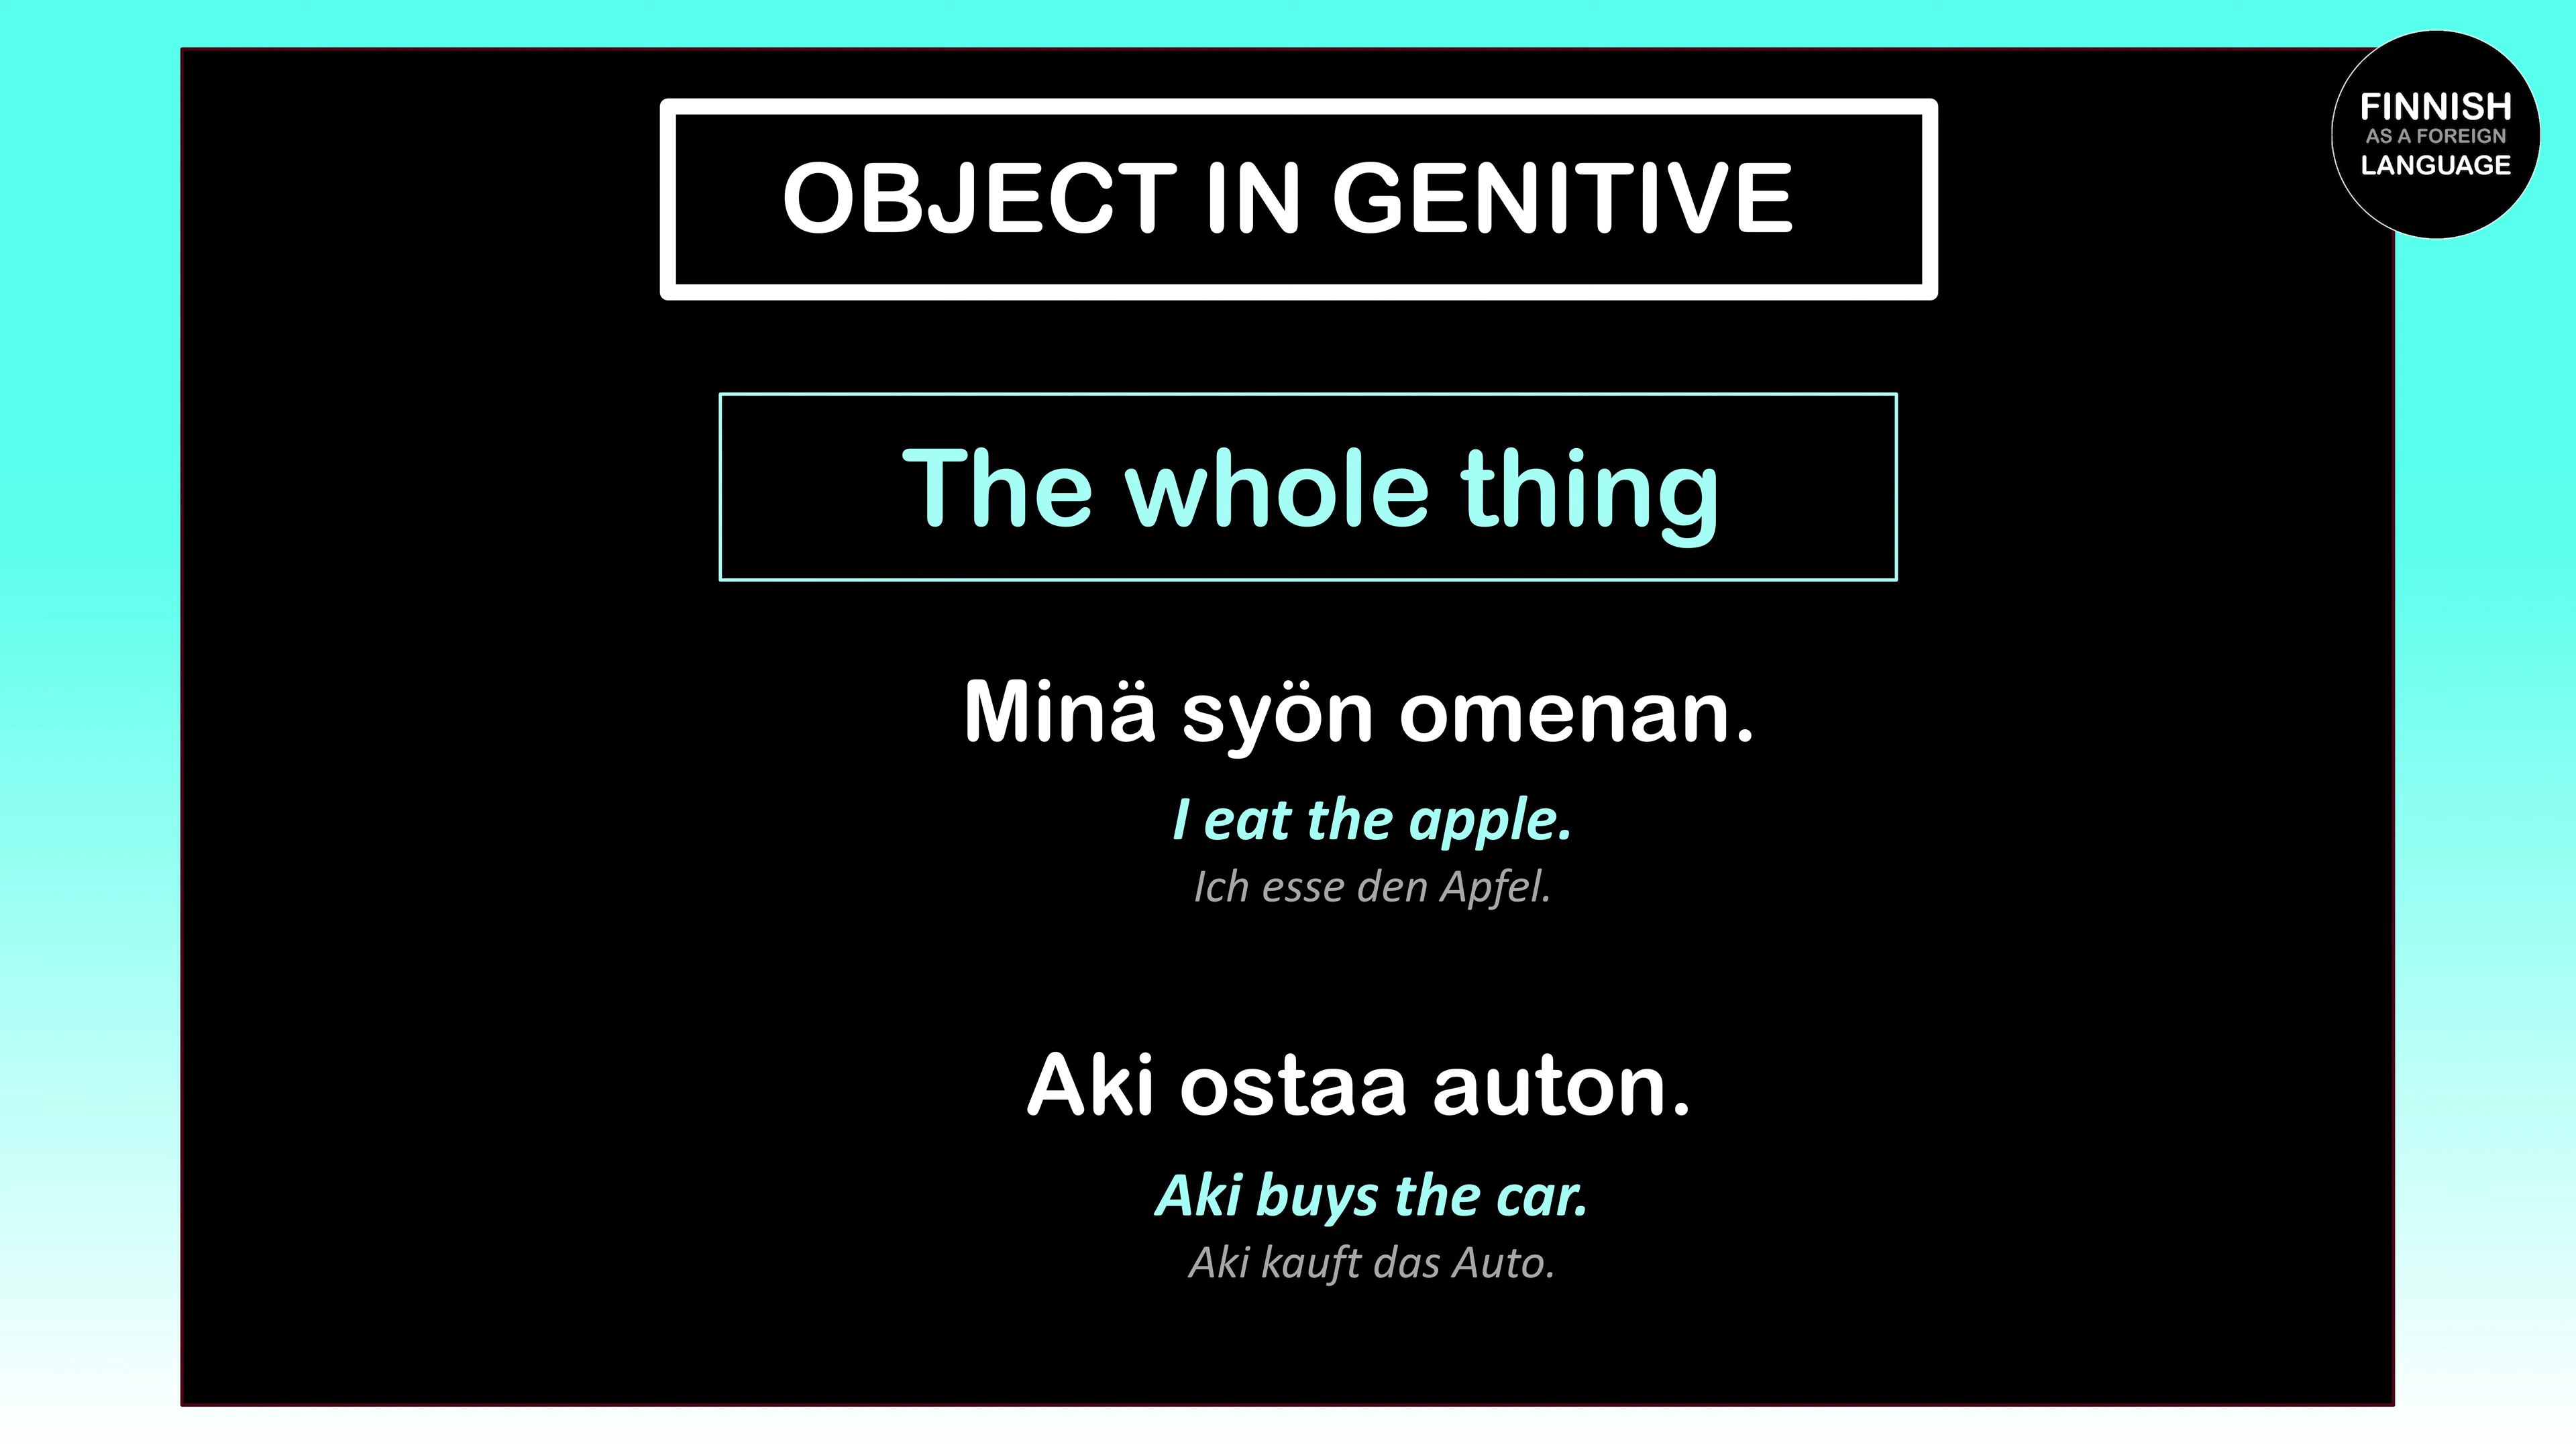 FINNISH
AS A FOREIGN
LANGUAGE
OBJECT IN GENITIVE
The whole thing
Minä syön omenan.
I eat the apple.
Ich esse den Apfel.
Aki ostaa auton.
Aki buys the car.
Aki kauft das Auto.